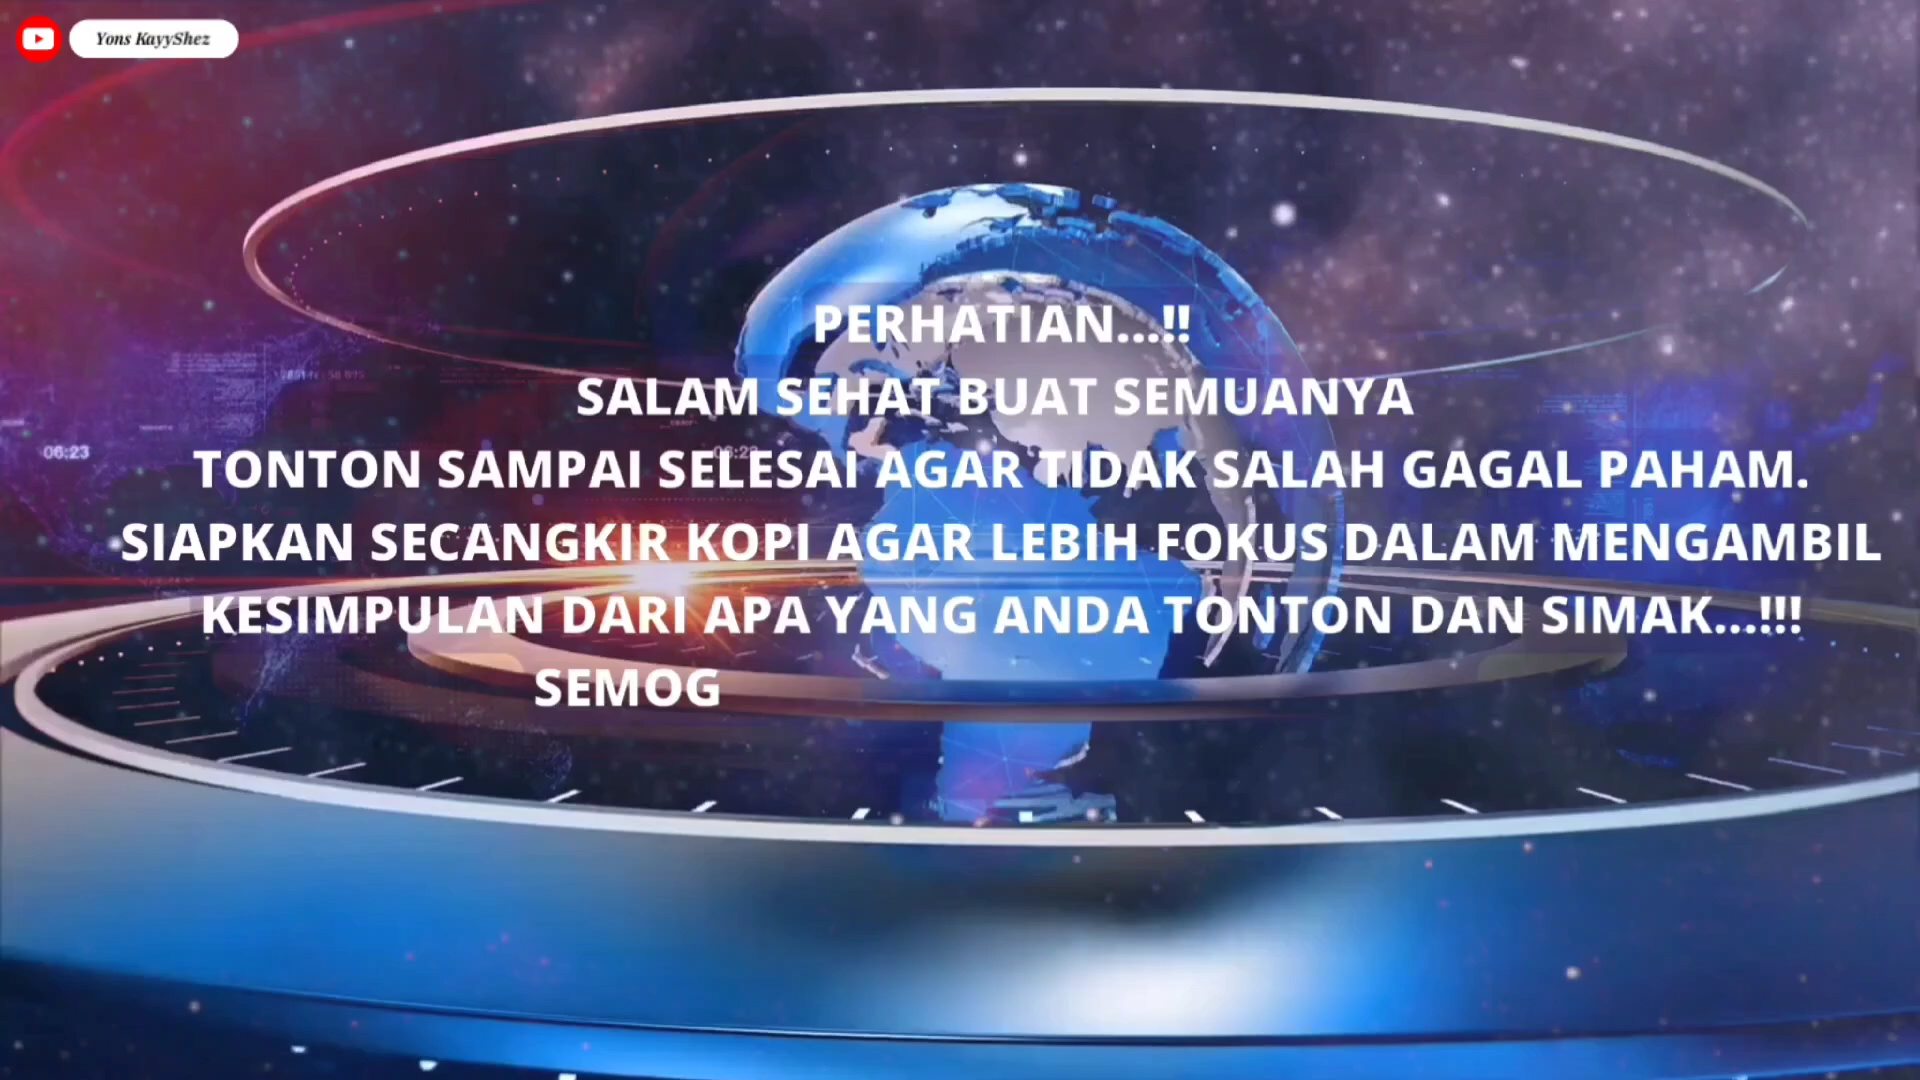 Yons KayyShez
PERHATIAN...!!
SALAM SEHAT BUAT SEMUANYA
TONTON SAMPAI SELESAI AGAR TIDAK SALAH GAGAL PAHAM.
SIAPKAN SECANGKIR KOPI AGAR LEBIH FOKUS DALAM MENGAMBIL
KESIMPULAN DARI APA YANG ANDA TONTON DAN SIMAK...!!!
SEMOG
06:23